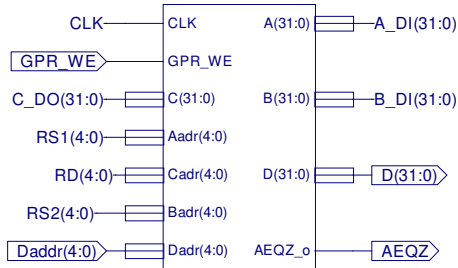 CLK CLK A(31:0) A_DI(31:0)
GPR_WE GPR_WE
C_DO(31:0) C(31:0) B(31:0) B_DI(31:0)
RS1(4:0) Aadr(4:0)
RD(4:0) Cadr(4:0) D(31:0) D(31:0)
RS2(4:0) Badr(4:0)
Daddr(4:0) Dadr(4:0) AEQZ_o AEQZ